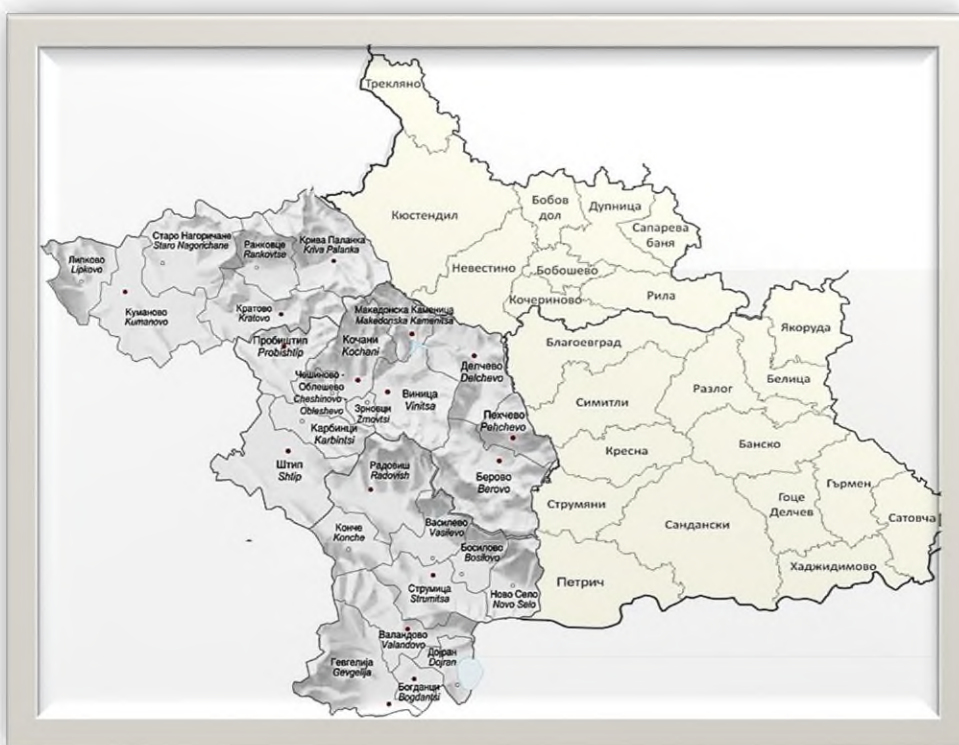 Трекляно
Кюстендил
Бобов
дол
Дупница
Сапарева
баня
Невестино
Бобошево
Кочериново
Рила
Старо Нагоричане
Staro Nagorichane
Ранковце
Rankovtse
Крива Паланка
Kriva Palanka
Липково
Lipkovo
Куманово
Kumanovo
Кратово
Kratovo
Македонска Каменица
Makedonska Kamenitsa
Пробиштип
Probishtip
Кочани
Kochani
Делчево
Delchevo
Чешиново -
Облешево
Cheshinovo -
Obleshevo
Зрновци
Zrnovtsi
Виница
Vinitsa
Карбинци
Karbintsi
Пехчево
Pehchevo
Штип
Shtip
Радовиш
Radovish
Берово
Berovo
Конче
Konche
Василево
Vasilevo
Босилово
Bosilovo
Струмица
Strumitsa
Ново Село
Novo Selo
Валандово
Valandovo
Дојран
Dojran
Гевгелија
Gevgelija
Богданци
Bogdantsi
Благоевград
Якоруда
Белица
Разлог
Симитли
Банско
Кресна
Гърмен
Струмяни
Сандански
Гоце
Делчев
Сатовча
Хаджидимово
Петрич